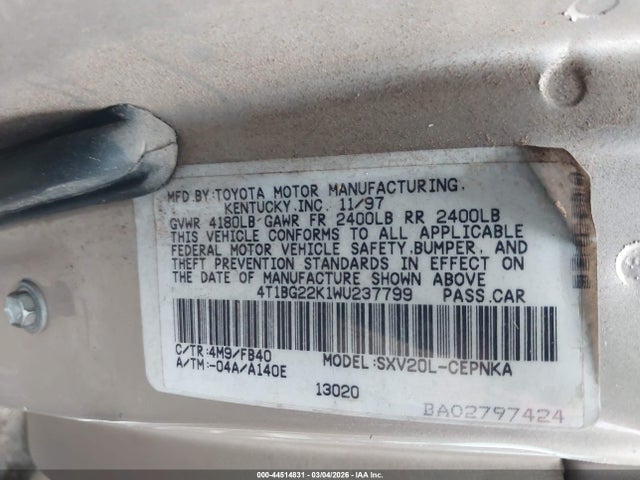 MFD.BY:TOYOTA MOTOR MANUFACTURING,
KENTUCKY.INC. 11/97
GVWR 4180LB GAWR FR 2400LB RR 2400LB
THIS VEHICLE CONFORMS TO ALL APPLICABLE
FEDERAL MOTOR VEHICLE SAFETY,BUMPER, AND
THEFT PREVENTION STANDARDS IN EFFECT ON
THE DATE OF MANUFACTURE SHOWN ABOVE
4T1BG22K1WU237799 PASS.CAR
C/TR:4M9/FB40 MODEL:SXV20L-CEPNKA
A/TM:-04A/A140E
13020
BA02797424
000-44514831 - 03/04/2026 - IAA Inc.